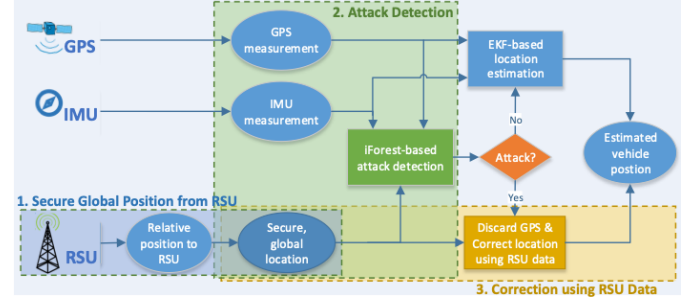 2. Attack Detection
GPS
GPS
measurement
EKF-based
location
estimation
IMU
IMU
measurement
No
iForest-based
attack detection
Attack?
Estimated
vehicle
postion
Yes
1. Secure Global Position from RSU
RSU
Relative
position to
RSU
Secure,
global
location
Discard GPS &
Correct location
using RSU data
3. Correction using RSU Data